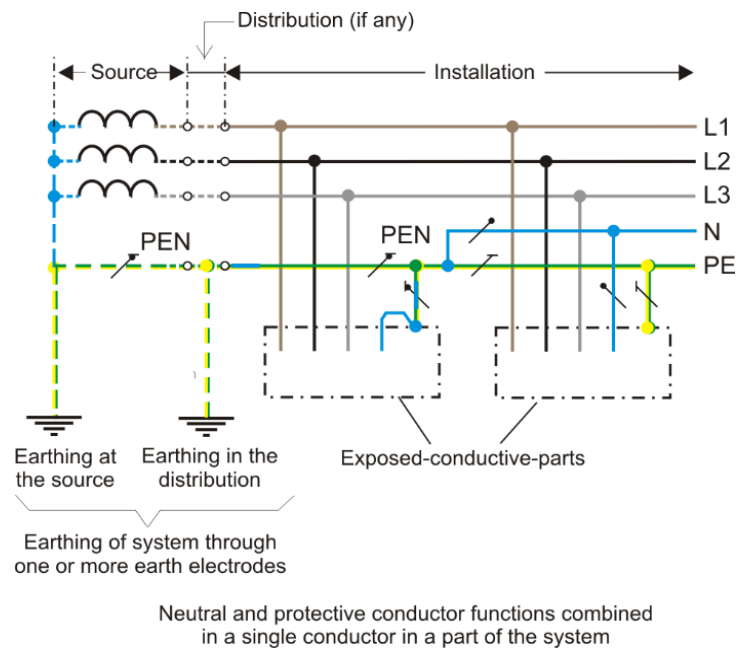 Distribution (if any)
Source
Installation
L1
L2
L3
PEN
PEN
N
PE
Earthing at
the source
Earthing in the
distribution
Exposed-conductive-parts
Earthing of system through
one or more earth electrodes
Neutral and protective conductor functions combined
in a single conductor in a part of the system